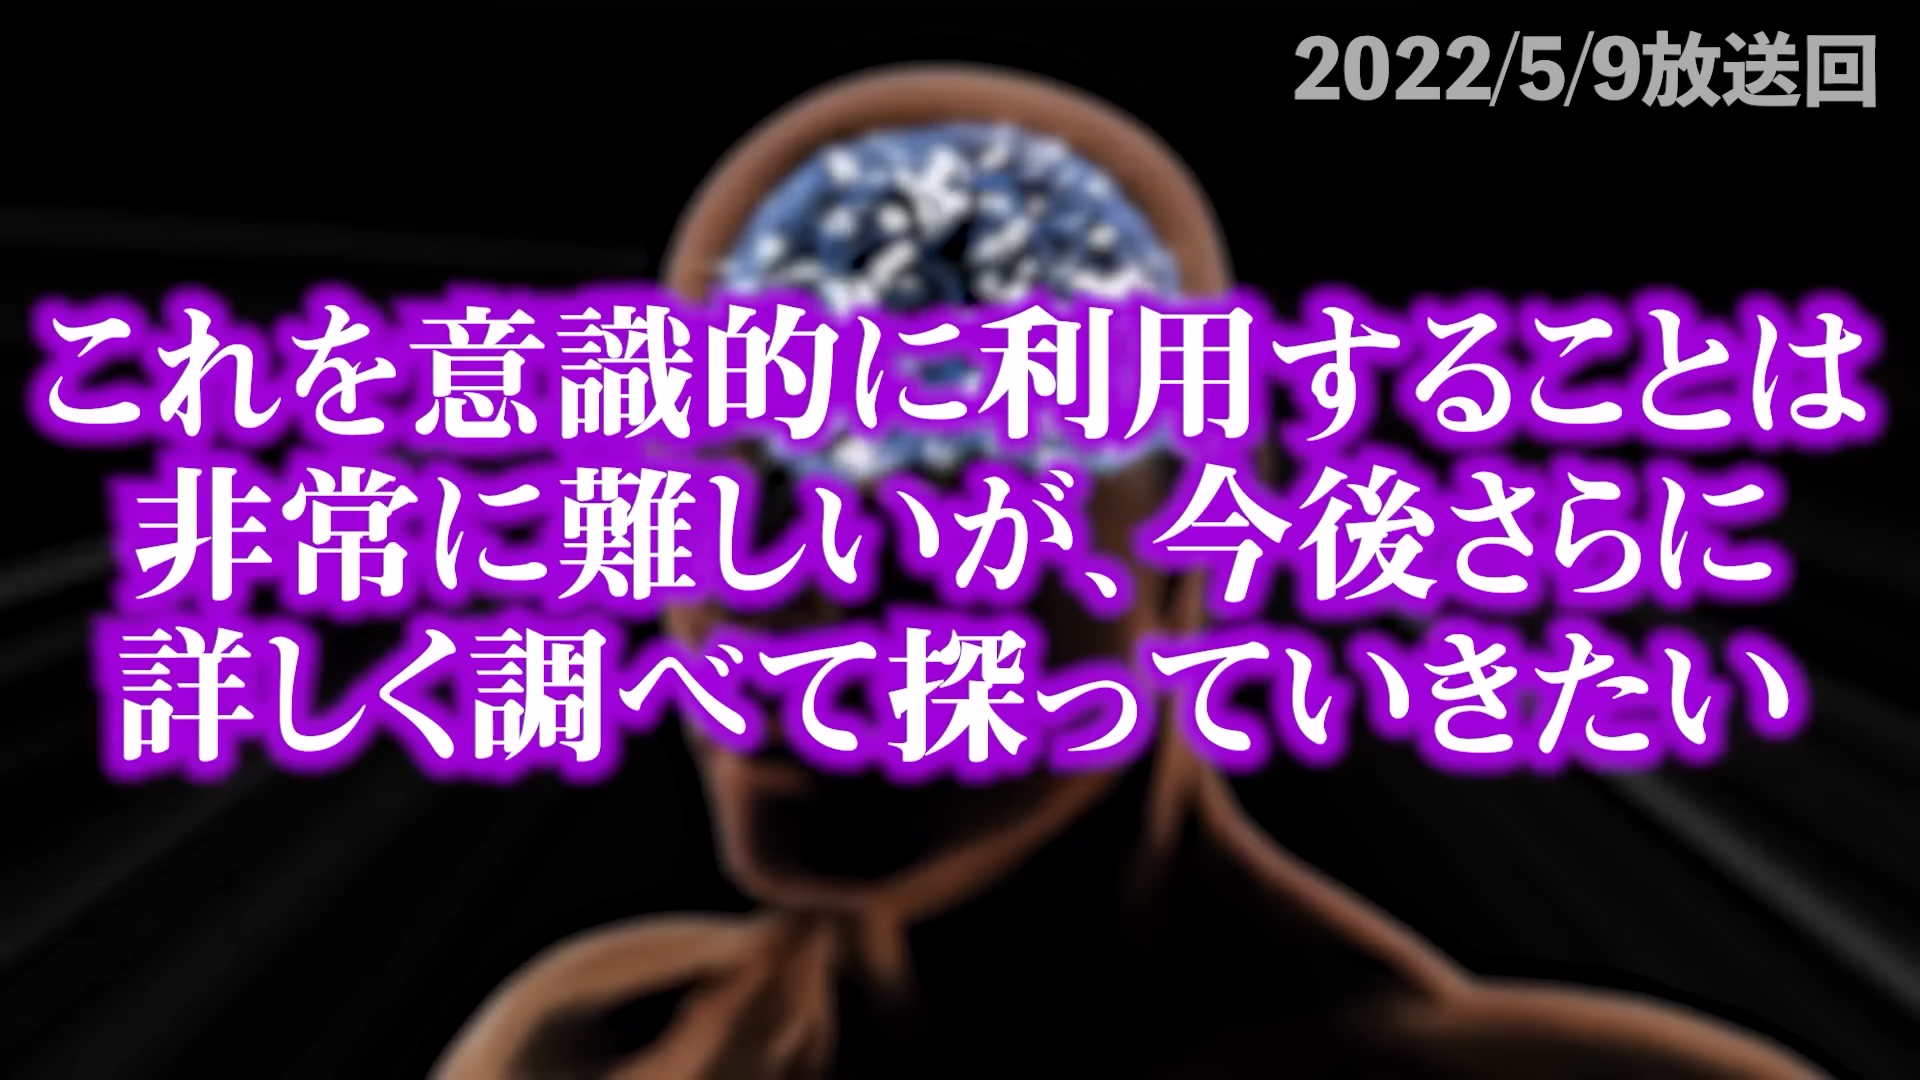 2022/5/9放送回
これを意識的に利用することは
非常に難しいが、今後さらに
詳しく調べて探っていきたい